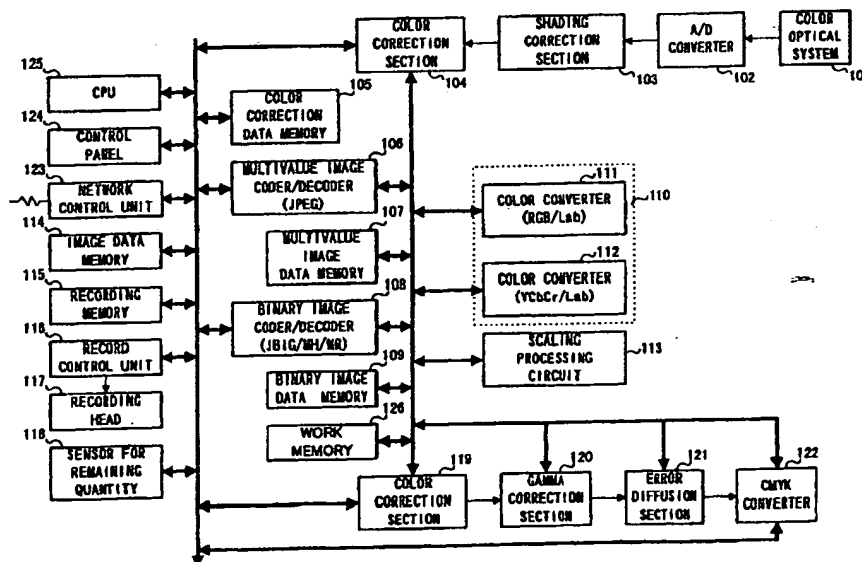 COLOR
CORRECTION
SECTION
104
SHADING
CORRECTION
SECTION
103
A/D
CONVERTER
102
COLOR
OPTICAL
SYSTEM
10
125
CPU
124
CONTROL
PANEL
123
NETWORK
CONTROL UNIT
114
IMAGE DATA
MEMORY
115
RECORDING
MEMORY
116
RECORD
CONTROL UNIT
117
RECORDING
HEAD
118
SENSOR FOR
REMAINING
QUANTITY
105
COLOR
CORRECTION
DATA MEMORY
106
MULTIVALUE IMAGE
CODER/DECODER
(JPEG)
107
MULTIVALUE
IMAGE
DATA MEMORY
108
BINARY IMAGE
CODER/DECODER
(JBIG/MH/MR)
109
BINARY IMAGE
DATA MEMORY
126
WORK
MEMORY
110
111
COLOR CONVERTER
(RGB/Lab)
112
COLOR CONVERTER
(YCbCr/Lab)
113
SCALING
PROCESSING
CIRCUIT
119
COLOR
CORRECTION
SECTION
120
GAMMA
CORRECTION
SECTION
121
ERROR
DIFFUSION
SECTION
122
CMYK
CONVERTER